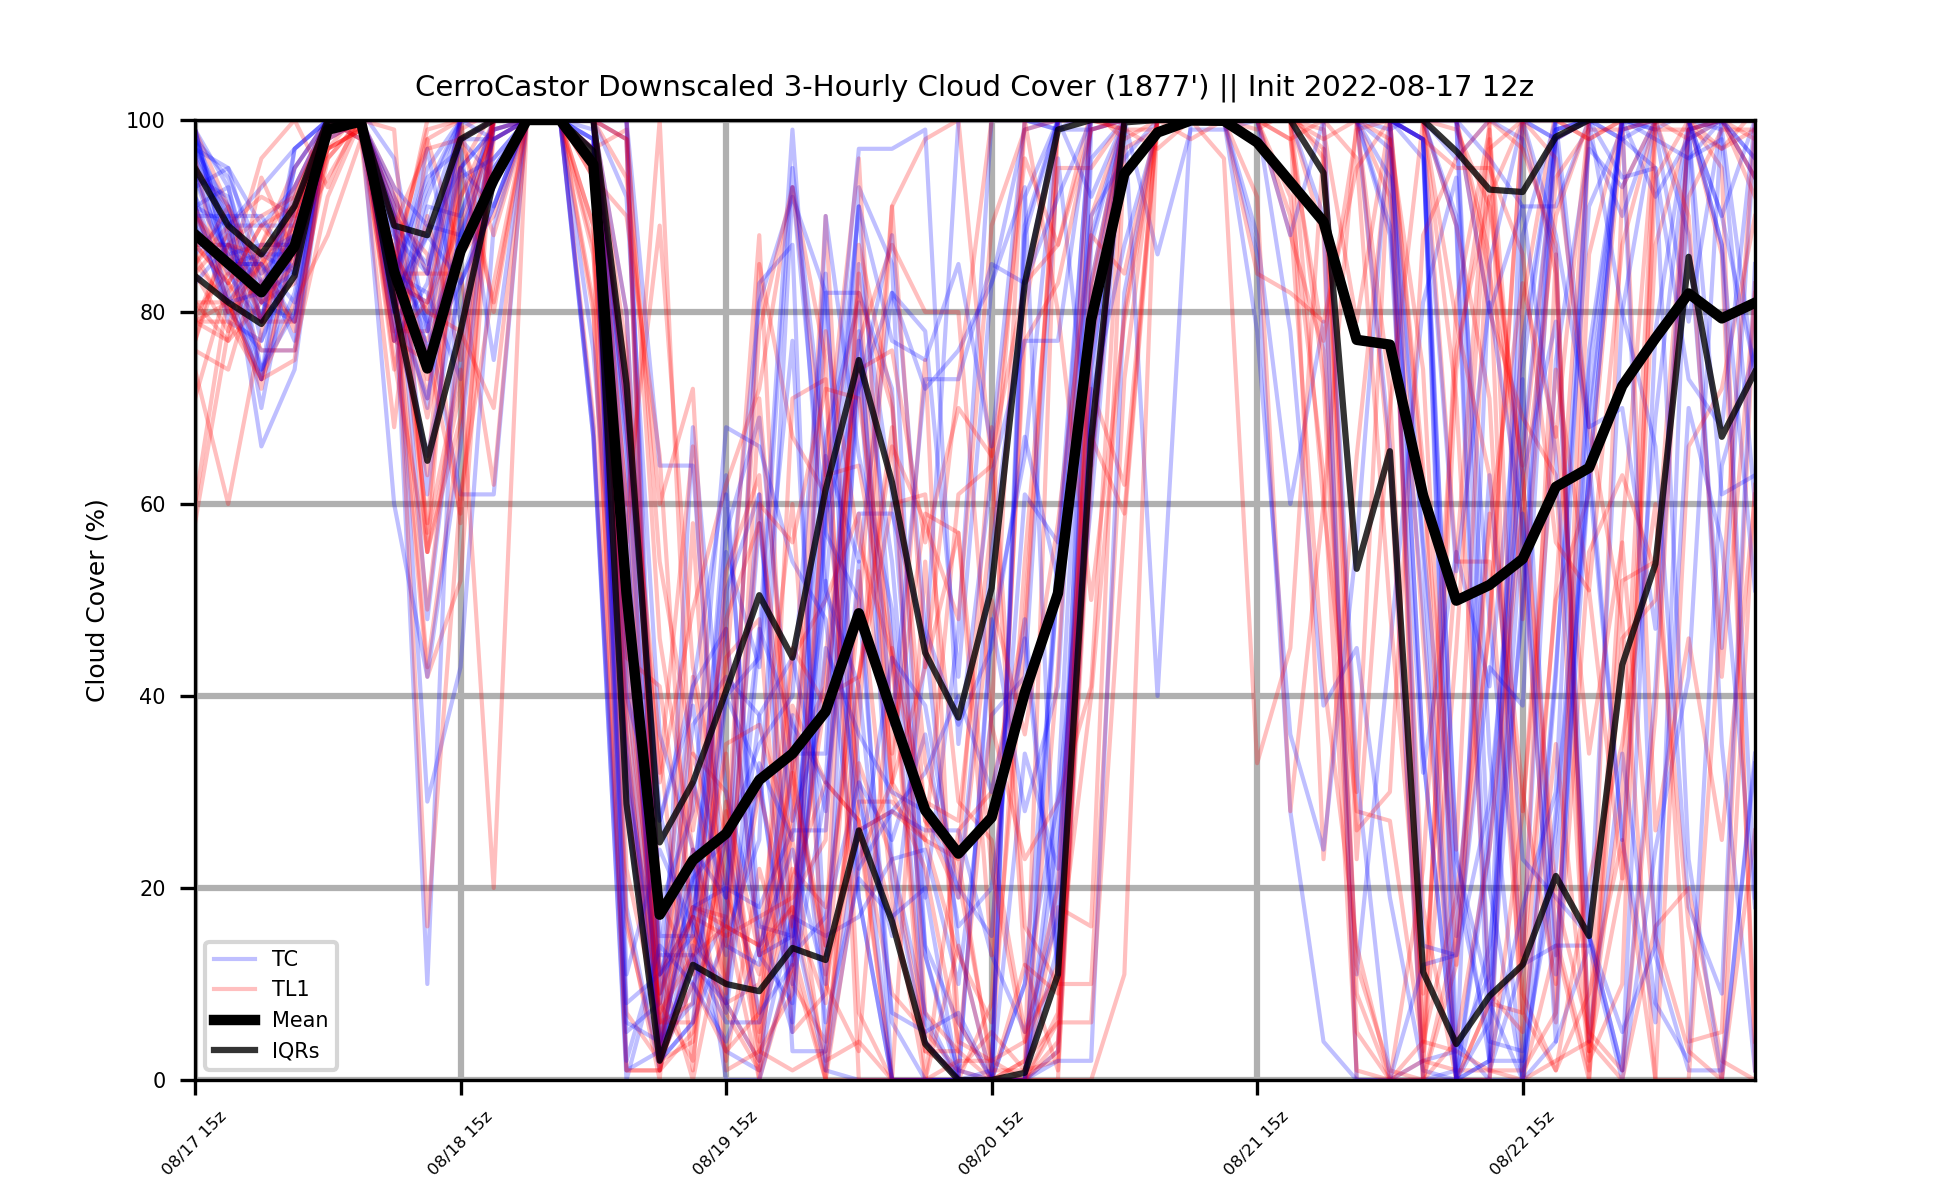 CerroCastor Downscaled 3-Hourly Cloud Cover (1877') || Init 2022-08-17 12z
Cloud Cover (%)
100
80
60
40
20
0
TC
TL1
Mean
IQRs
08/17 15z
08/18 15z
08/19 15z
08/20 15z
08/21 15z
08/22 15z